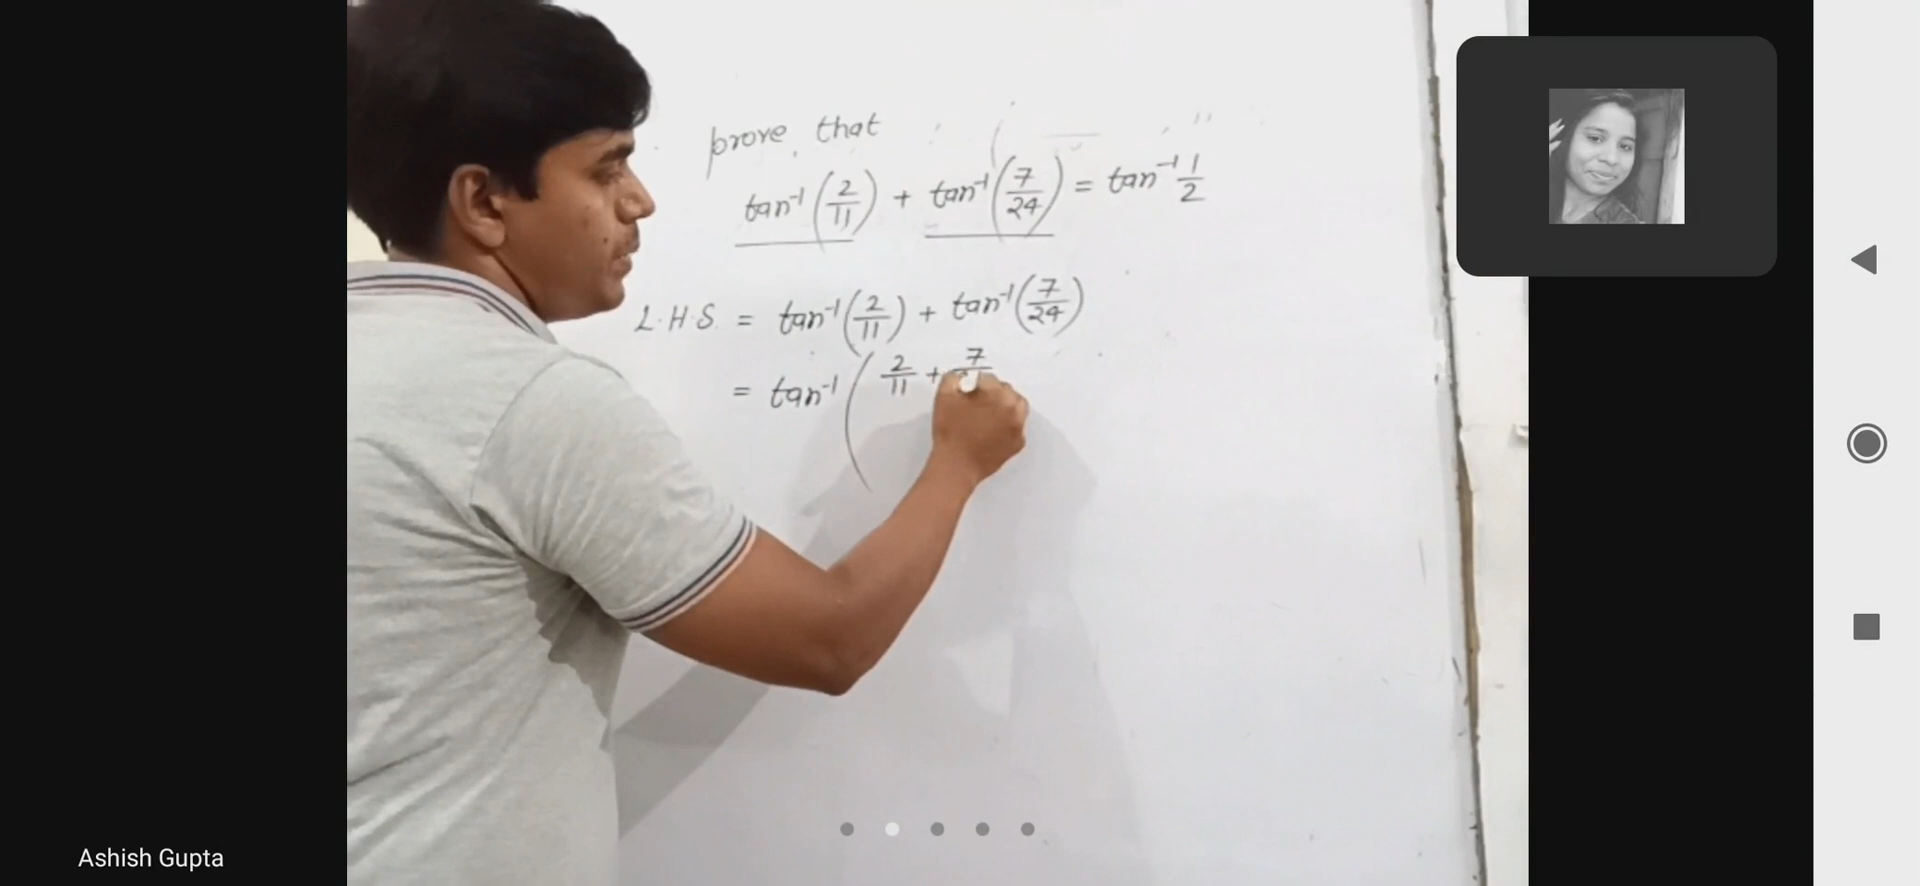 prove that
tan⁻¹(2/11) + tan⁻¹(7/24) = tan⁻¹ 1/2
L.H.S. = tan⁻¹(2/11) + tan⁻¹(7/24)
= tan⁻¹( 2/11 + 7/
Ashish Gupta